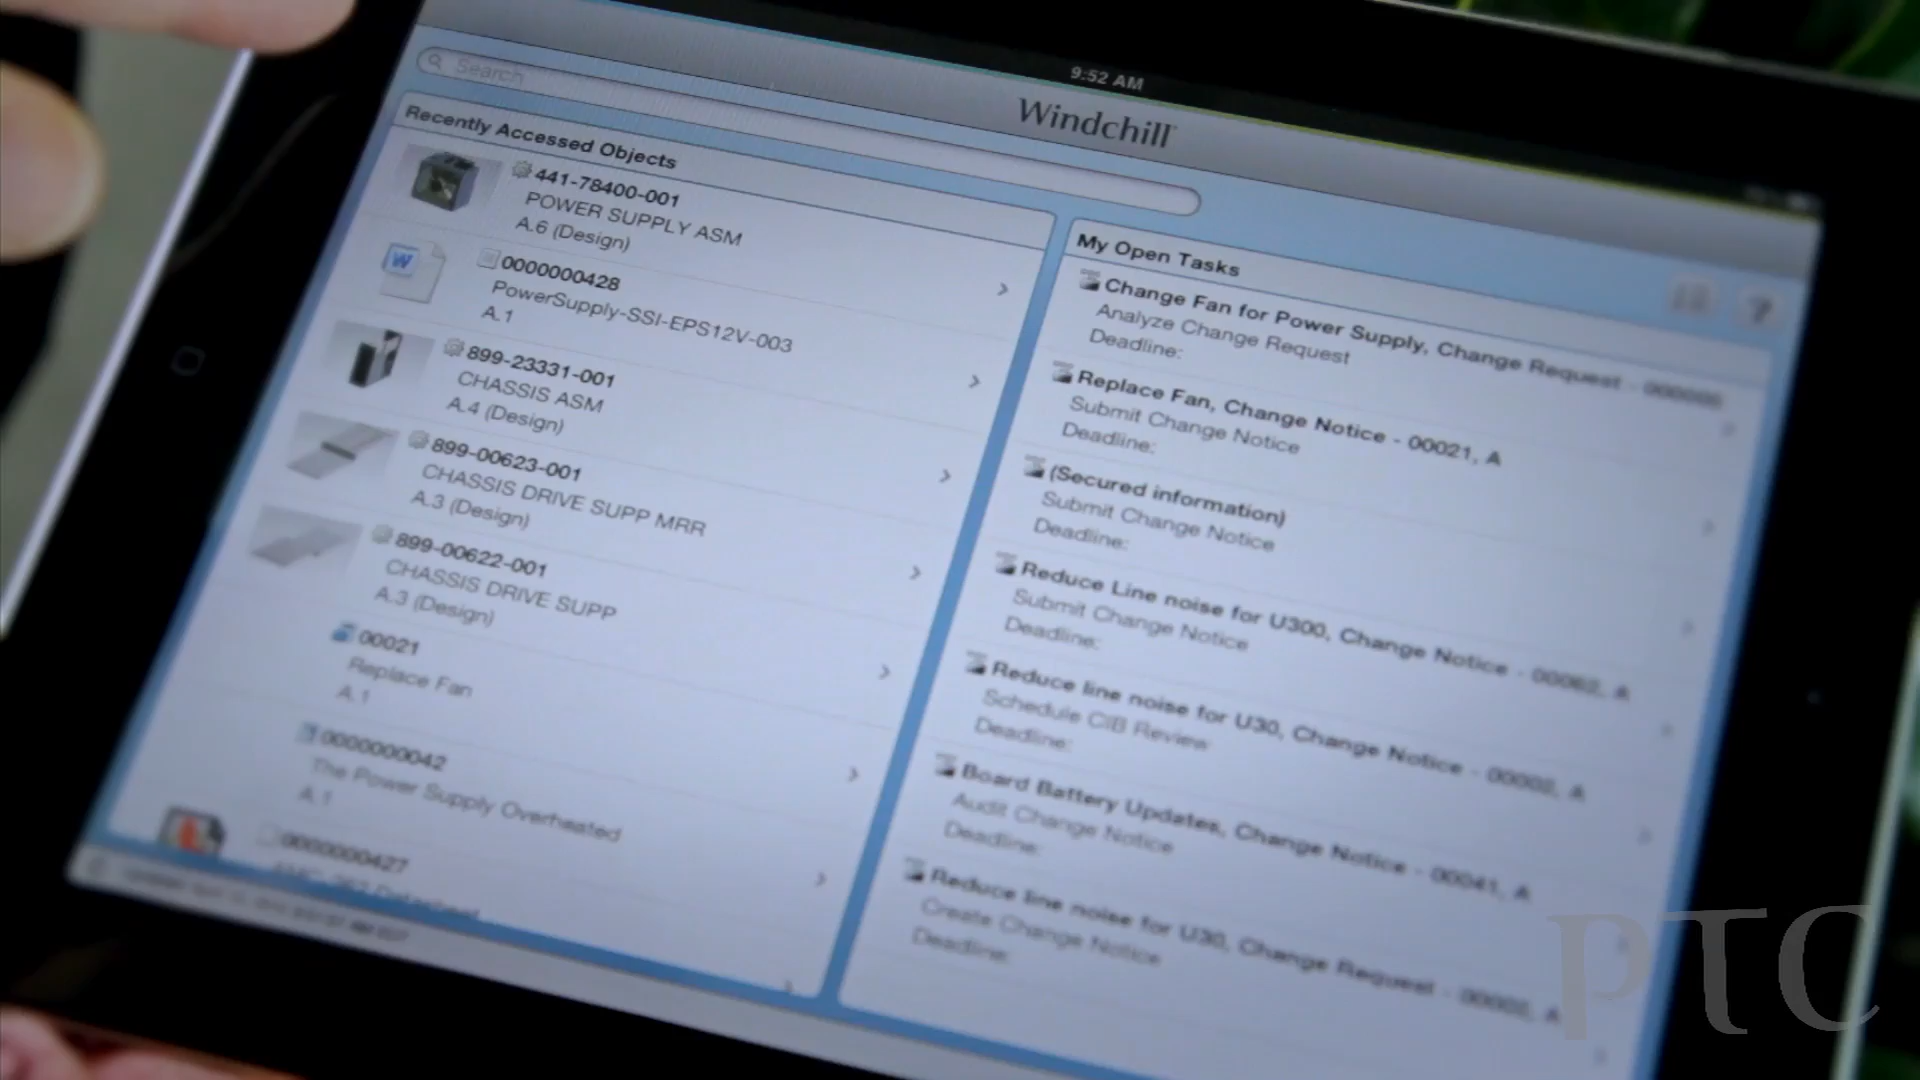 9:52 AM
Windchill
Search
Recently Accessed Objects
441-78400-001
POWER SUPPLY ASM
A.6 (Design)
0000000428
PowerSupply-SSI-EPS12V-003
A.1
899-23331-001
CHASSIS ASM
A.4 (Design)
899-00623-001
CHASSIS DRIVE SUPP MRR
A.3 (Design)
899-00622-001
CHASSIS DRIVE SUPP
A.3 (Design)
00021
Replace Fan
A.1
0000000042
The Power Supply Overheated
A.1
0000000427
My Open Tasks
?
Change Fan for Power Supply, Change Request -
Analyze Change Request
Deadline:
Replace Fan, Change Notice - 00021, A
Submit Change Notice
Deadline:
(Secured information)
Submit Change Notice
Deadline:
Reduce Line noise for U300, Change Notice - 00062, A
Submit Change Notice
Deadline:
Reduce line noise for U30, Change Notice - 00002, A
Schedule CIB Review
Deadline:
Board Battery Updates, Change Notice - 00041, A
Audit Change Notice
Deadline:
Reduce line noise for U30, Change Request - 00002, A
Create Change Notice
Deadline:
PTC